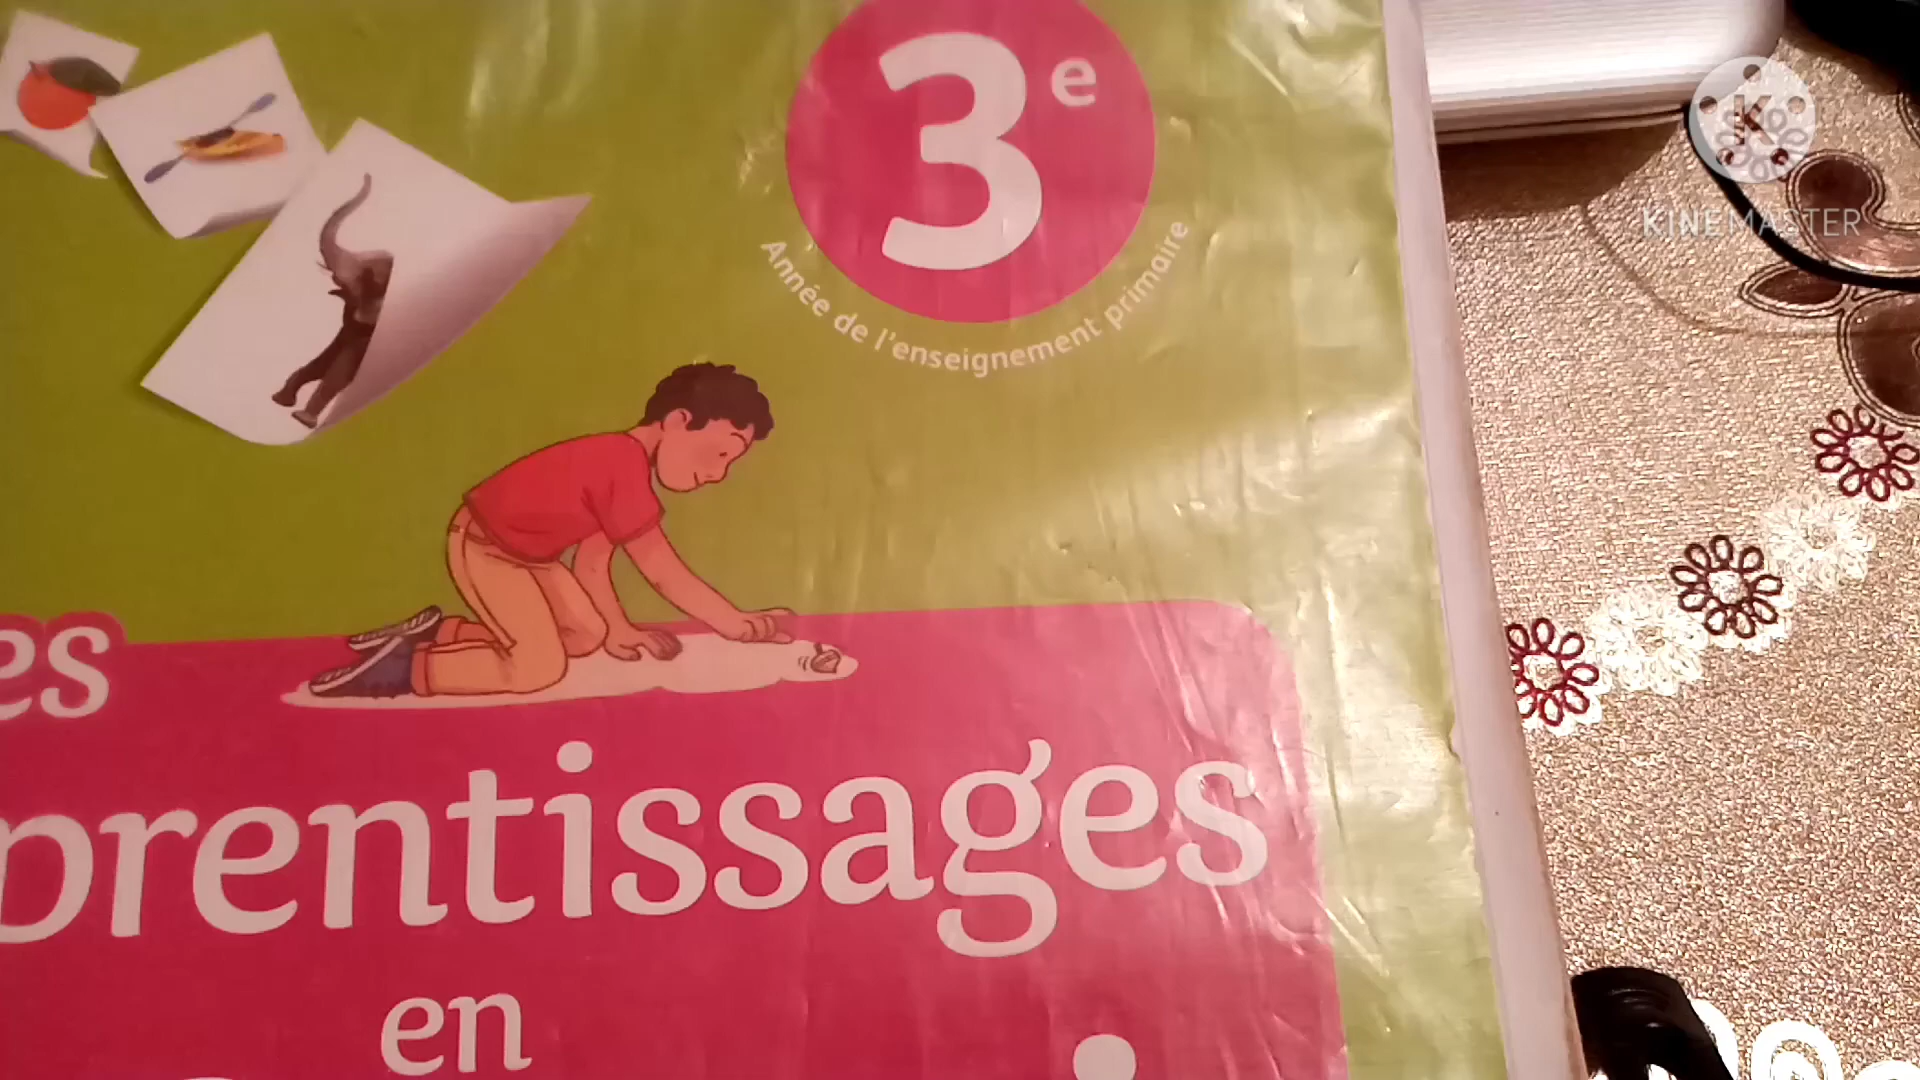 3e
Année de l'enseignement primaire
es
prentissages
en
K
KINEMASTER